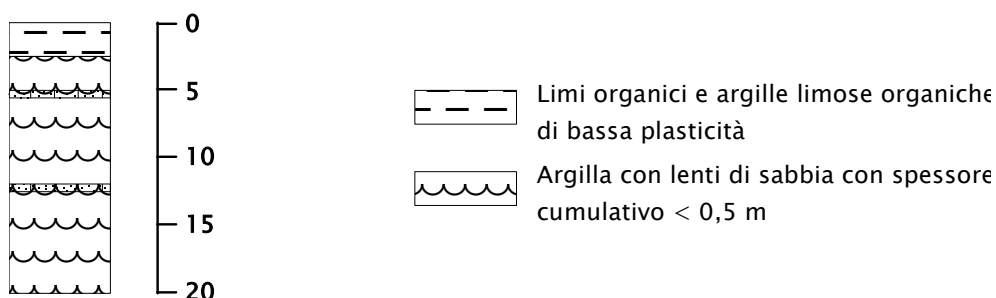 0
5
10
15
20
Limi organici e argille limose organiche
di bassa plasticità
Argilla con lenti di sabbia con spessore
cumulativo < 0,5 m